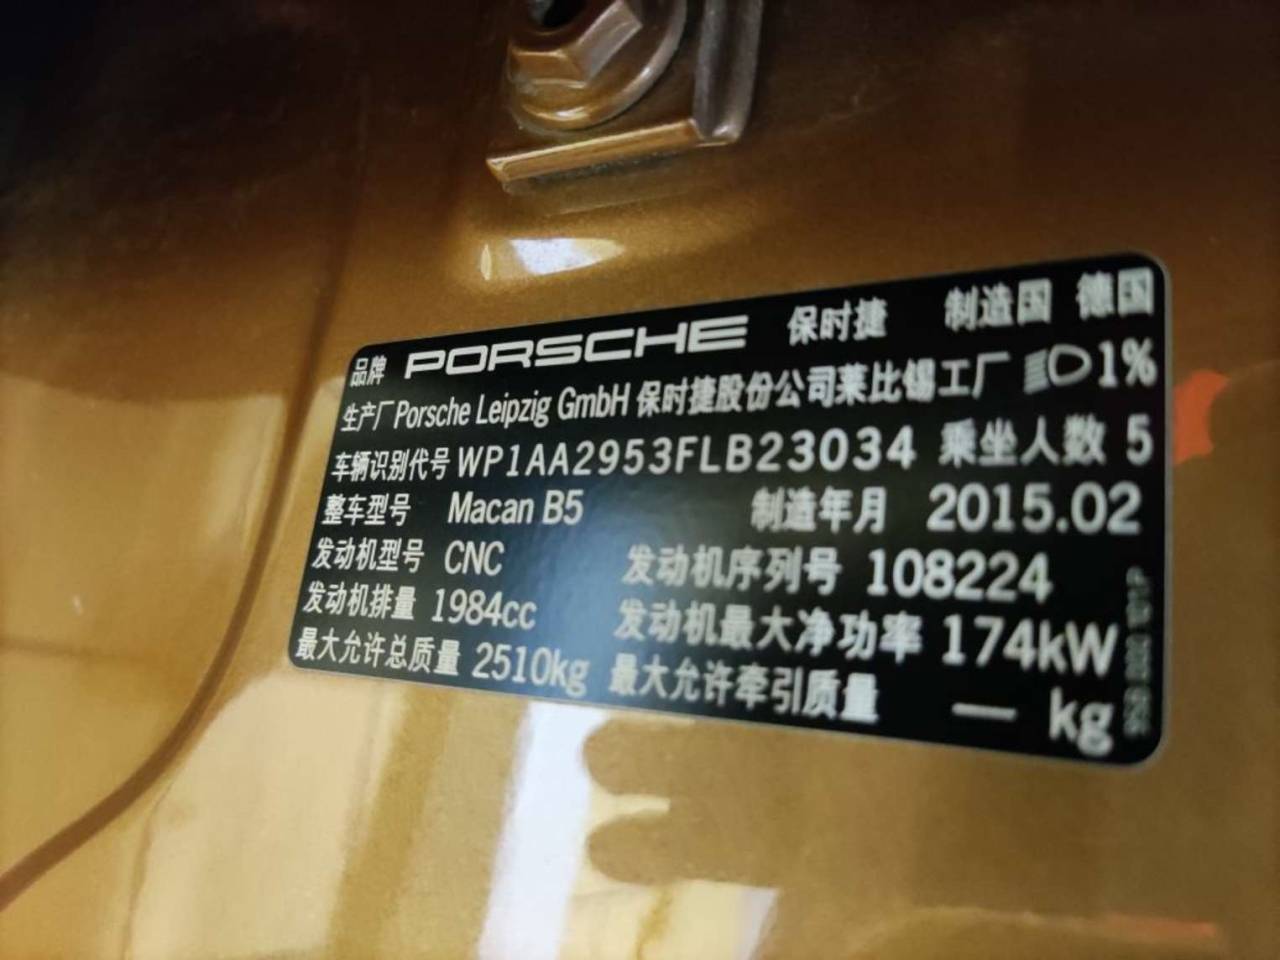 品牌 PORSCHE 保时捷 制造国 德国
生产厂 Porsche Leipzig GmbH 保时捷股份公司莱比锡工厂 1%
车辆识别代号 WP1AA2953FLB23034 乘坐人数 5
整车型号 Macan B5 制造年月 2015.02
发动机型号 CNC 发动机序列号 108224
发动机排量 1984cc 发动机最大净功率 174kW
最大允许总质量 2510kg 最大允许牵引质量 — kg